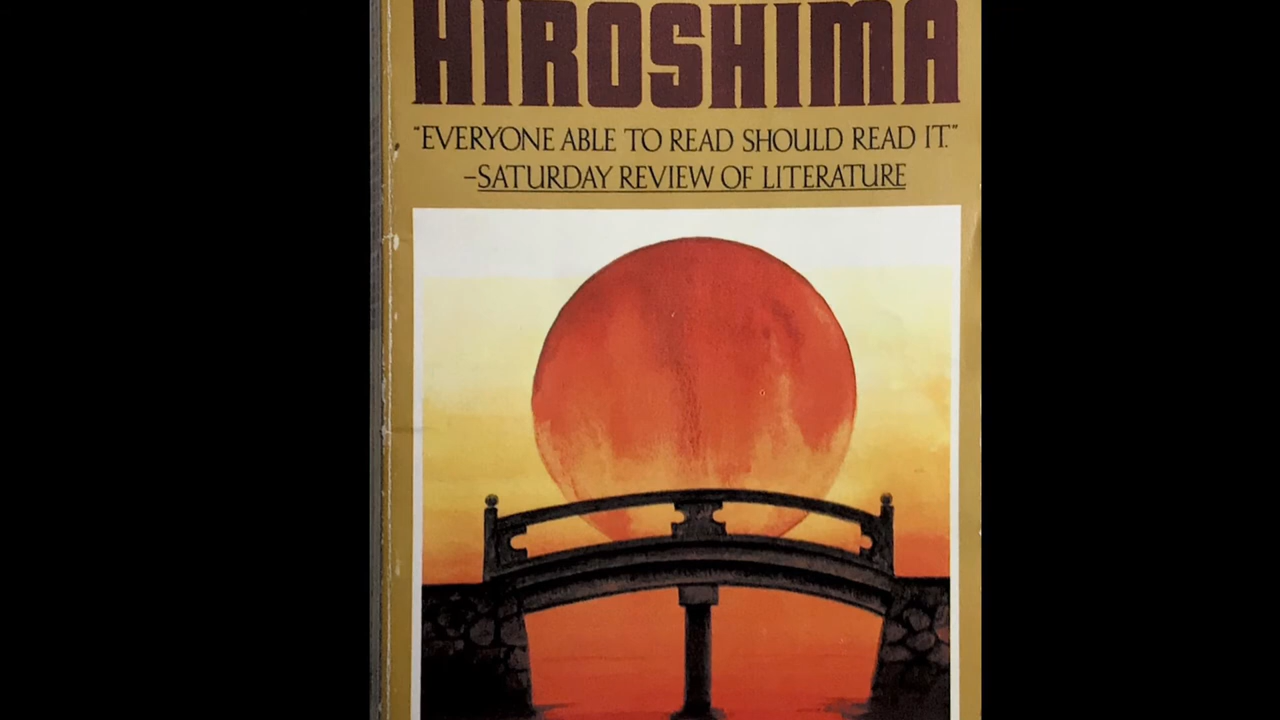 HIROSHIMA
"EVERYONE ABLE TO READ SHOULD READ IT."
–SATURDAY REVIEW OF LITERATURE